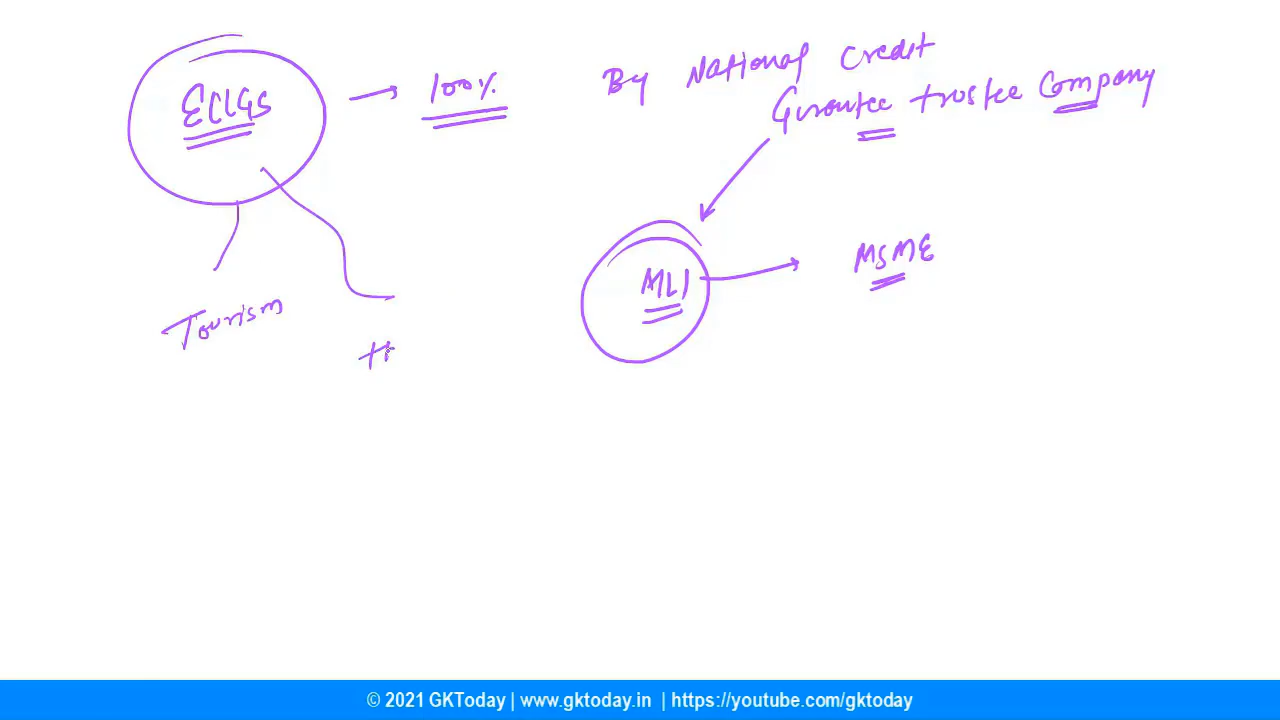 ECLGS → 100%
By National Credit
Gurantee trustee Company
MLI → MSME
Tourism
H
© 2021 GKToday | www.gktoday.in | https://youtube.com/gktoday